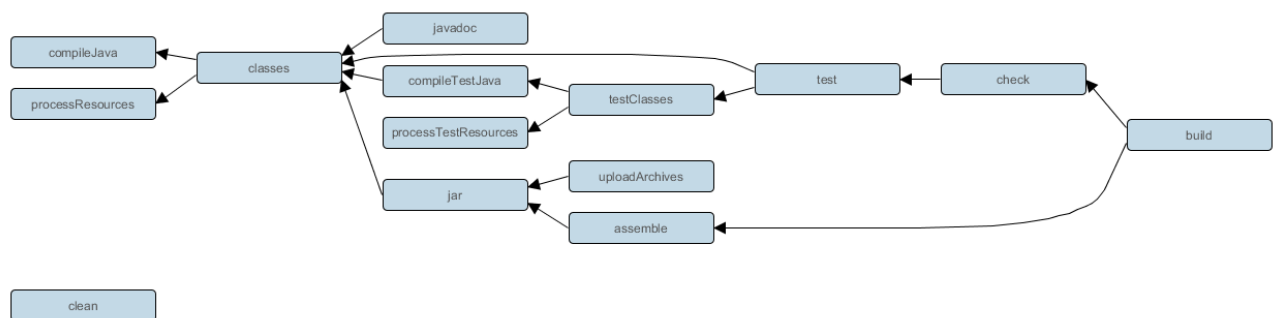 javadoc
compileJava
classes
compileTestJava
test
check
processResources
testClasses
processTestResources
build
uploadArchives
jar
assemble
clean